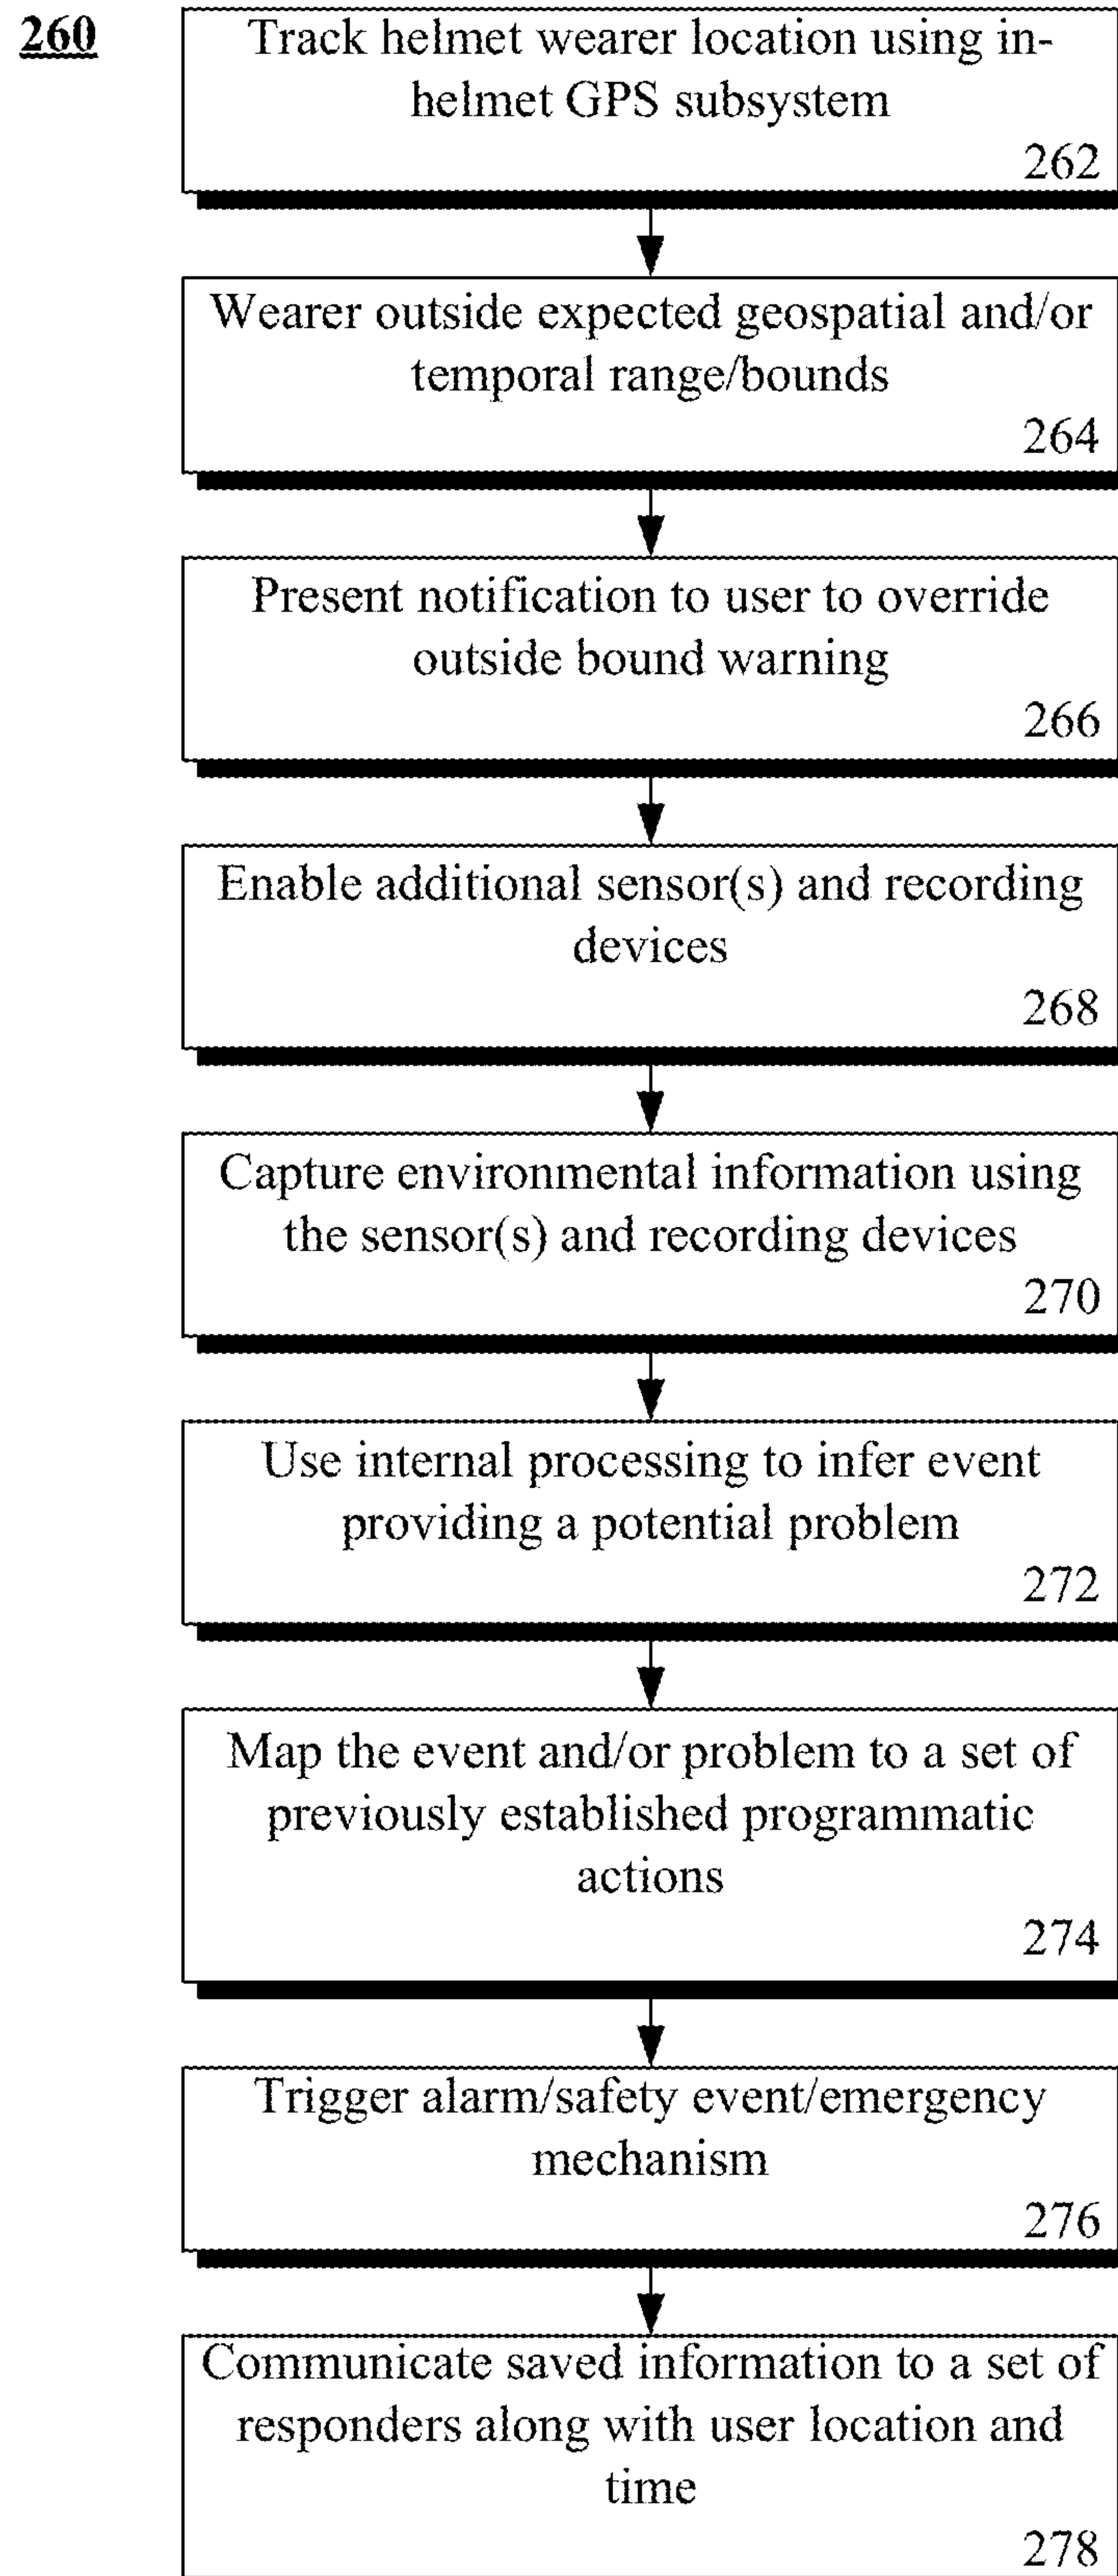 260
Track helmet wearer location using in-
helmet GPS subsystem
262
Wearer outside expected geospatial and/or
temporal range/bounds
264
Present notification to user to override
outside bound warning
266
Enable additional sensor(s) and recording
devices
268
Capture environmental information using
the sensor(s) and recording devices
270
Use internal processing to infer event
providing a potential problem
272
Map the event and/or problem to a set of
previously established programmatic
actions
274
Trigger alarm/safety event/emergency
mechanism
276
Communicate saved information to a set of
responders along with user location and
time
278